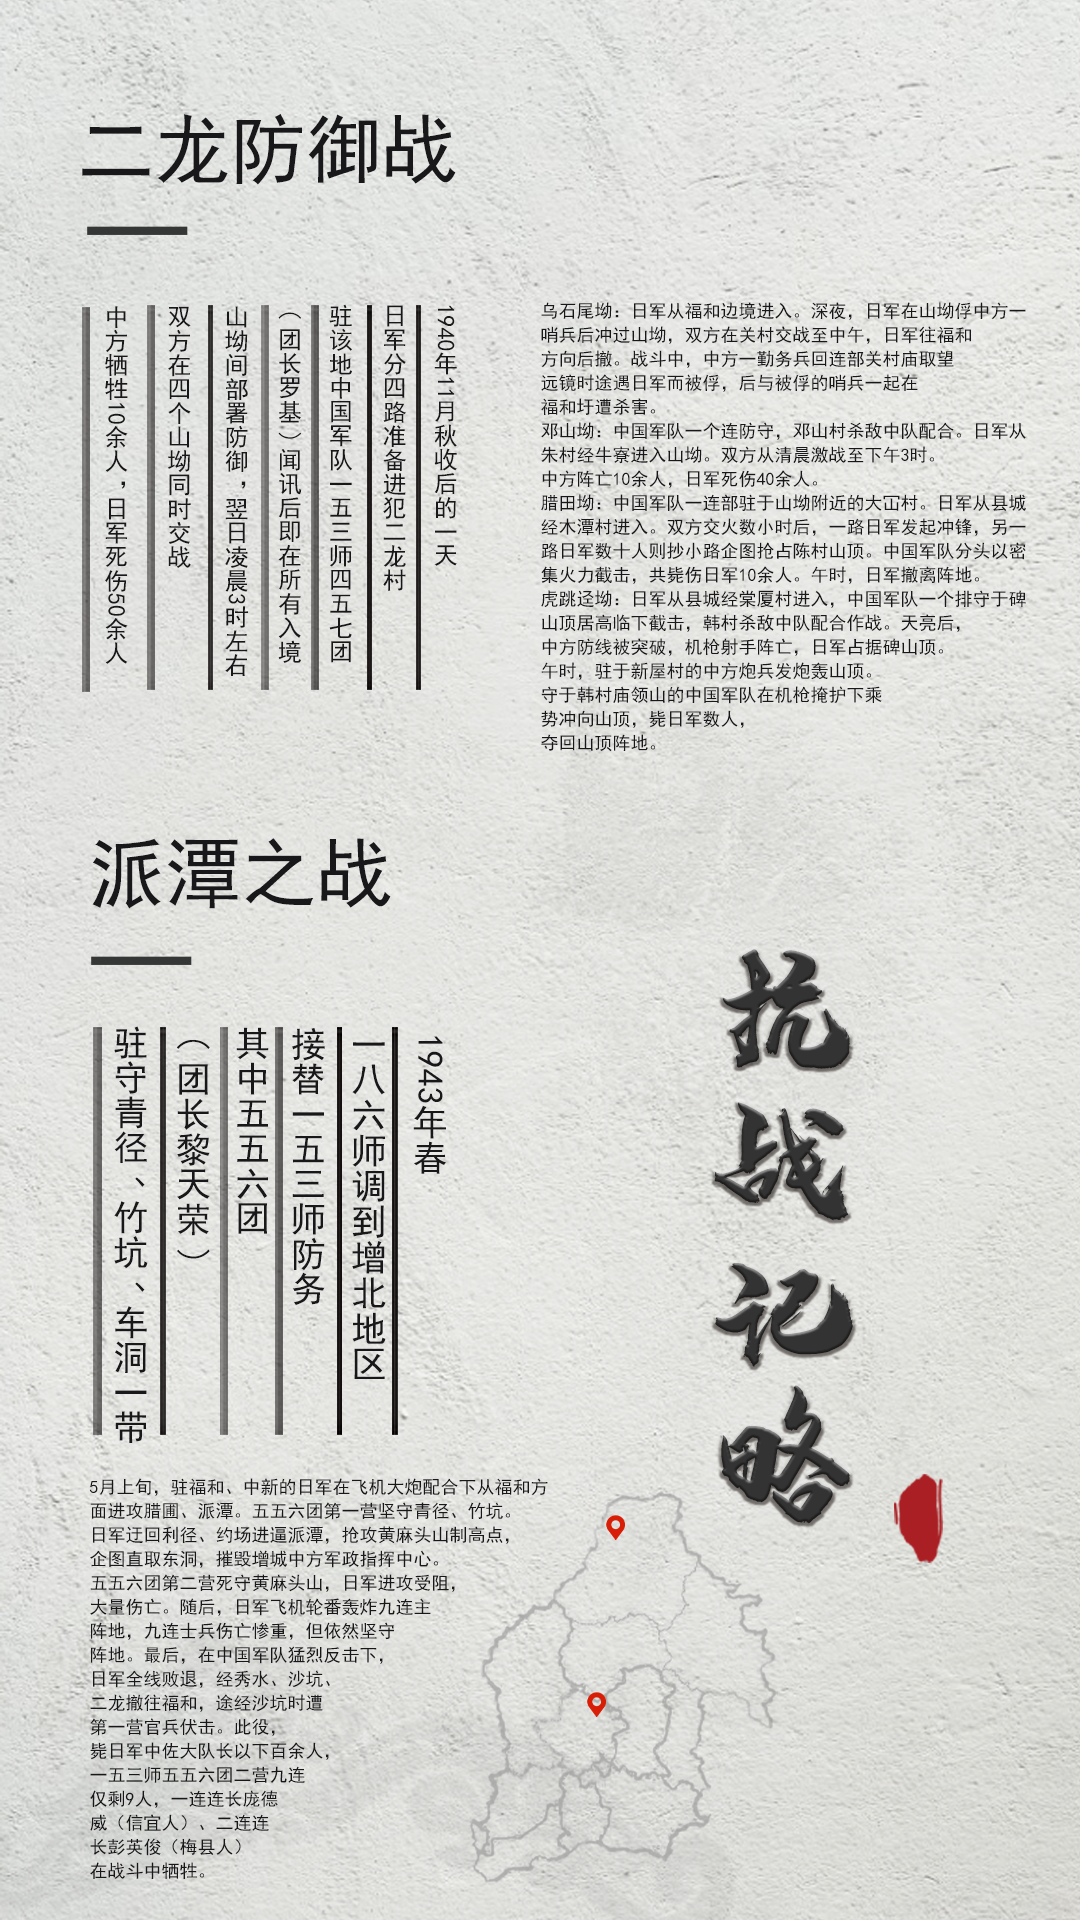 二龙防御战
1940年11月秋收后的一天
日军分四路准备进犯二龙村
驻该地中国军队一五三师四五七团
（团长罗基）闻讯后即在所有入境
山坳间部署防御，翌日凌晨3时左右
双方在四个山坳同时交战
中方牺牲10余人，日军死伤50余人
乌石尾坳：日军从福和边境进入。深夜，日军在山坳俘中方一
哨兵后冲过山坳，双方在关村交战至中午，日军往福和
方向后撤。战斗中，中方一勤务兵回连部关村庙取望
远镜时途遇日军而被俘，后与被俘的哨兵一起在
福和圩遭杀害。
邓山坳：中国军队一个连防守，邓山村杀敌中队配合。日军从
朱村经牛寮进入山坳。双方从清晨激战至下午3时。
中方阵亡10余人，日军死伤40余人。
腊田坳：中国军队一连部驻于山坳附近的大冚村。日军从县城
经木潭村进入。双方交火数小时后，一路日军发起冲锋，另一
路日军数十人则抄小路企图抢占陈村山顶。中国军队分头以密
集火力截击，共毙伤日军10余人。午时，日军撤离阵地。
虎跳迳坳：日军从县城经棠厦村进入，中国军队一个排守于碑
山顶居高临下截击，韩村杀敌中队配合作战。天亮后，
中方防线被突破，机枪射手阵亡，日军占据碑山顶。
午时，驻于新屋村的中方炮兵发炮轰山顶。
守于韩村庙领山的中国军队在机枪掩护下乘
势冲向山顶，毙日军数人，
夺回山顶阵地。
派潭之战
1943年春
一八六师调到增北地区
接替一五三师防务
其中五五六团
（团长黎天荣）
驻守青径、竹坑、车洞一带
抗战记略
5月上旬，驻福和、中新的日军在飞机大炮配合下从福和方
面进攻腊圃、派潭。五五六团第一营坚守青径、竹坑。
日军迂回利径、约场进逼派潭，抢攻黄麻头山制高点，
企图直取东洞，摧毁增城中方军政指挥中心。
五五六团第二营死守黄麻头山，日军进攻受阻，
大量伤亡。随后，日军飞机轮番轰炸九连主
阵地，九连士兵伤亡惨重，但依然坚守
阵地。最后，在中国军队猛烈反击下，
日军全线败退，经秀水、沙坑、
二龙撤往福和，途经沙坑时遭
第一营官兵伏击。此役，
毙日军中佐大队长以下百余人，
一五三师五五六团二营九连
仅剩9人，一连连长庞德
威（信宜人）、二连连
长彭英俊（梅县人）
在战斗中牺牲。